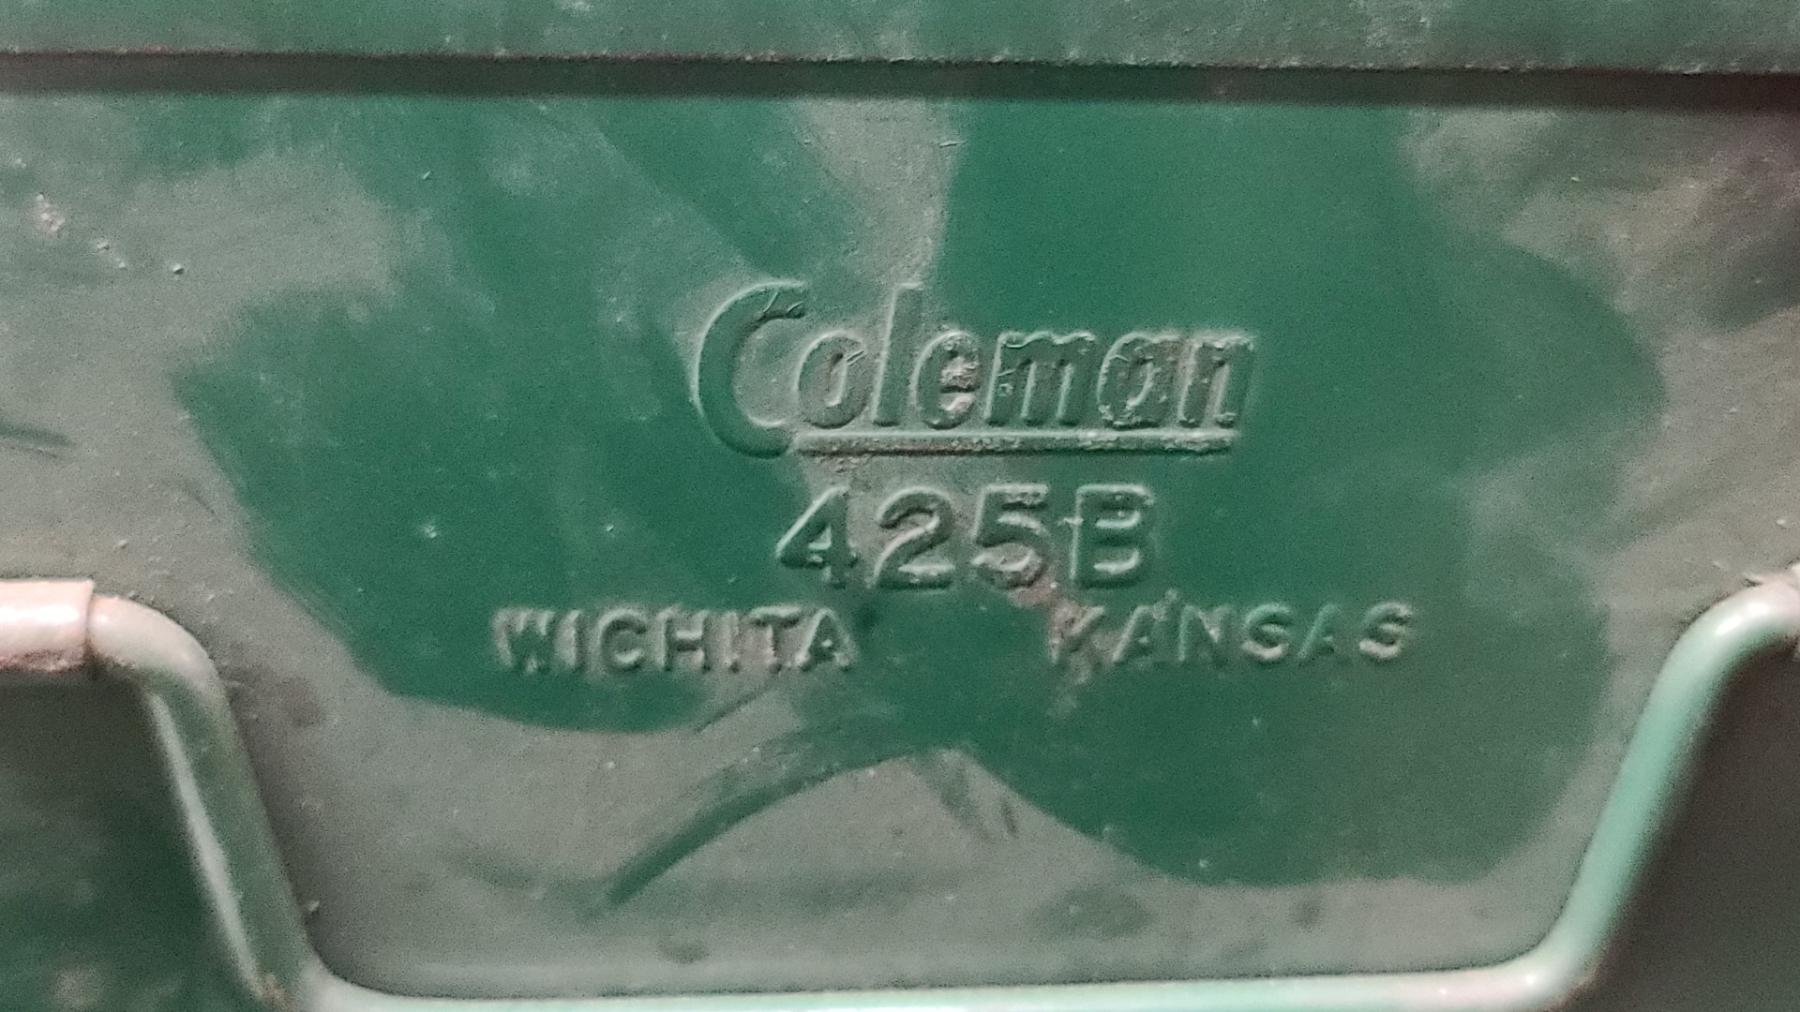 Coleman
425B
WICHITA KANSAS